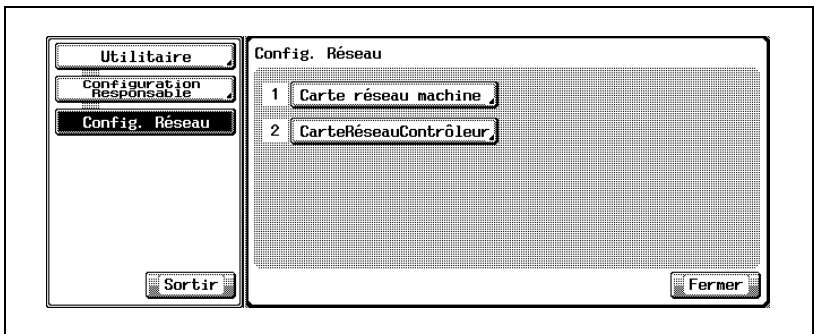 Utilitaire
Configuration
Responsable
Config. Réseau
Sortir
Config. Réseau
1 Carte réseau machine
2 CarteRéseauContrôleur
Fermer